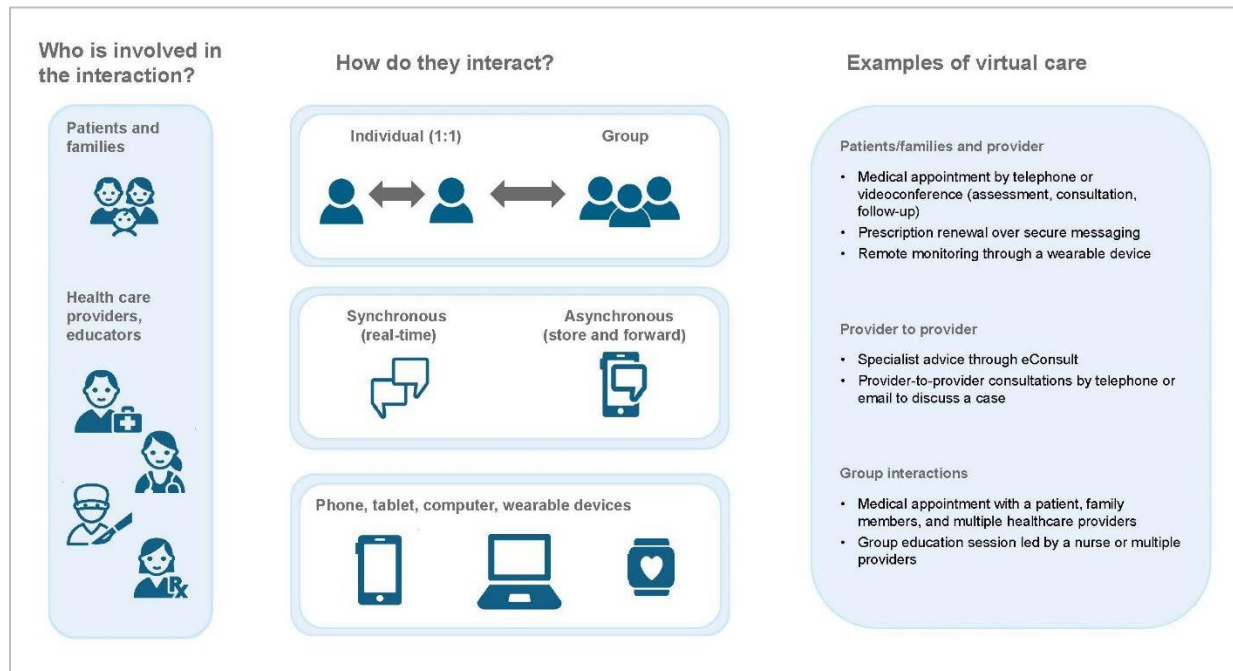 Who is involved in
the interaction?
Patients and
families
Health care
providers,
educators
Rx
How do they interact?
Individual (1:1)
Group
Synchronous
(real-time)
Asynchronous
(store and forward)
Phone, tablet, computer, wearable devices
Examples of virtual care
Patients/families and provider
• Medical appointment by telephone or
videoconference (assessment, consultation,
follow-up)
• Prescription renewal over secure messaging
• Remote monitoring through a wearable device
Provider to provider
• Specialist advice through eConsult
• Provider-to-provider consultations by telephone or
email to discuss a case
Group interactions
• Medical appointment with a patient, family
members, and multiple healthcare providers
• Group education session led by a nurse or multiple
providers